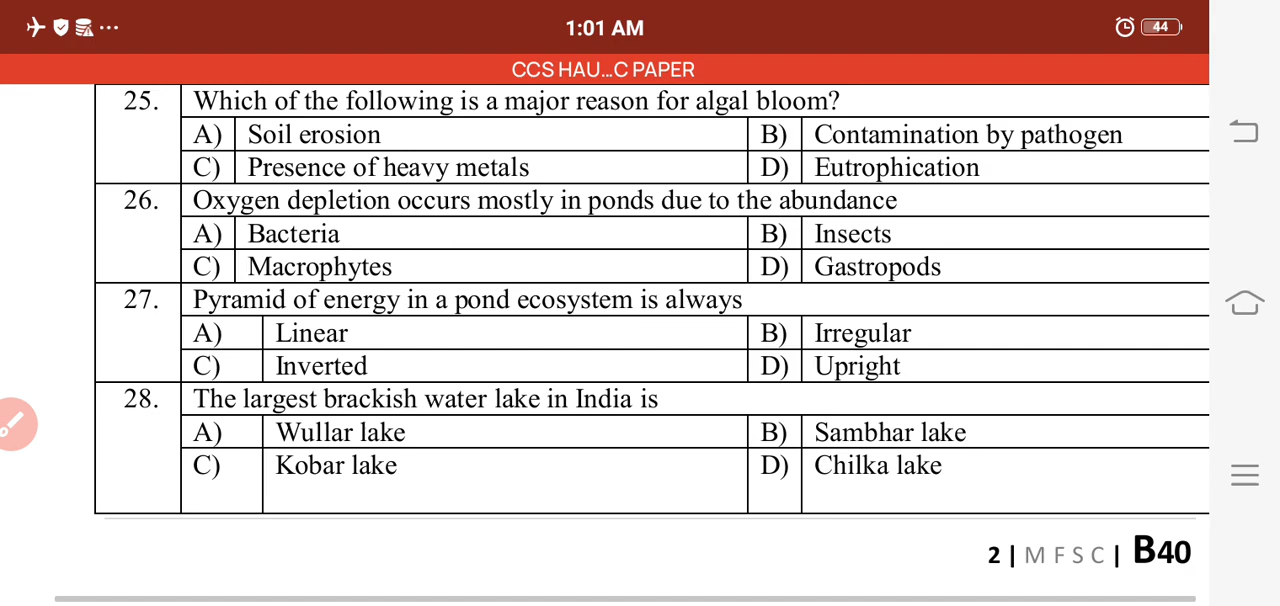 1:01 AM
44
CCS HAU...C PAPER
25. Which of the following is a major reason for algal bloom?
A) Soil erosion B) Contamination by pathogen
C) Presence of heavy metals D) Eutrophication
26. Oxygen depletion occurs mostly in ponds due to the abundance
A) Bacteria B) Insects
C) Macrophytes D) Gastropods
27. Pyramid of energy in a pond ecosystem is always
A) Linear B) Irregular
C) Inverted D) Upright
28. The largest brackish water lake in India is
A) Wullar lake B) Sambhar lake
C) Kobar lake D) Chilka lake
2 | M F S C | B40